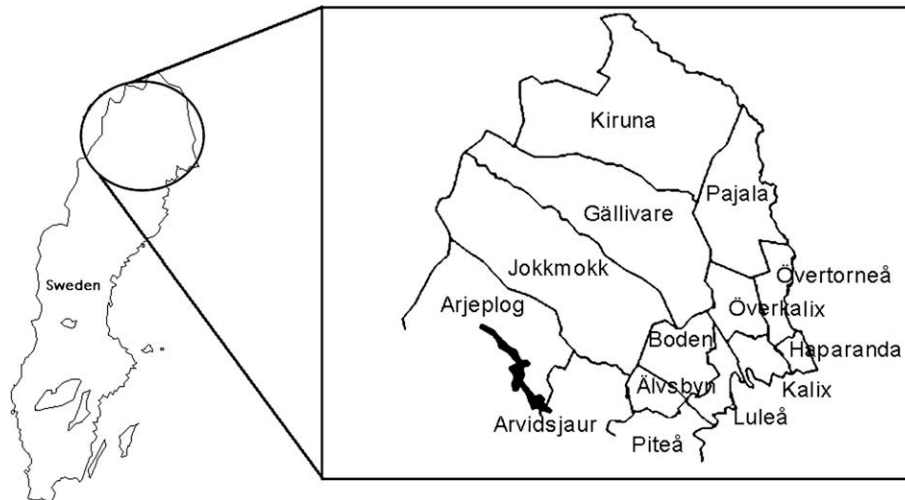 Kiruna
Pajala
Gällivare
Jokkmokk
Övertorneå
Sweden
Arjeplog
Överkalix
Boden
Haparanda
Älvsbyn
Kalix
Arvidsjaur
Luleå
Piteå